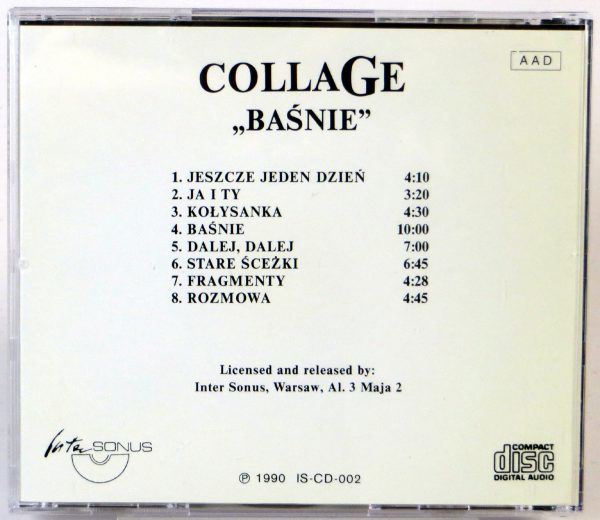 AAD
COLLAGE
„BAŚNIE”
1. JESZCZE JEDEN DZIEŃ 4:10
2. JA I TY 3:20
3. KOŁYSANKA 4:30
4. BAŚNIE 10:00
5. DALEJ, DALEJ 7:00
6. STARE ŚCEŻKI 6:45
7. FRAGMENTY 4:28
8. ROZMOWA 4:45
Licensed and released by:
Inter Sonus, Warsaw, Al. 3 Maja 2
Inter SONUS
℗ 1990 IS-CD-002
COMPACT
disc
DIGITAL AUDIO